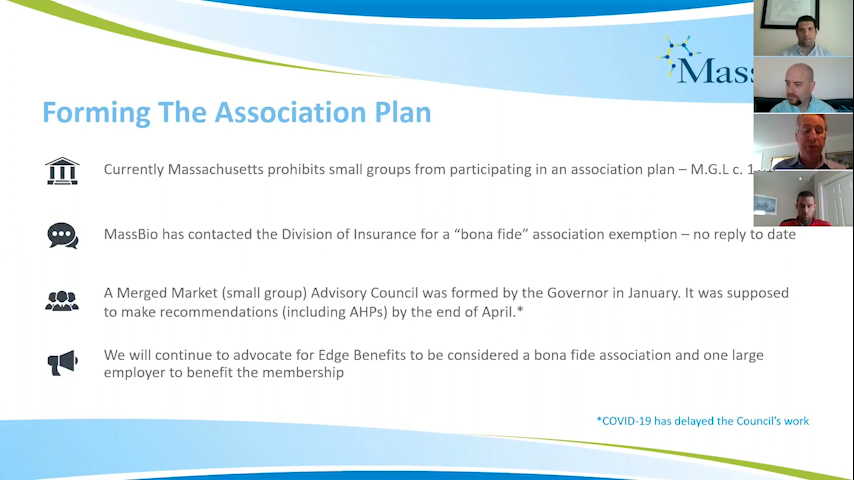 Mass
Forming The Association Plan
Currently Massachusetts prohibits small groups from participating in an association plan – M.G.L c. 1
MassBio has contacted the Division of Insurance for a “bona fide” association exemption – no reply to date
A Merged Market (small group) Advisory Council was formed by the Governor in January. It was supposed
to make recommendations (including AHPs) by the end of April.*
We will continue to advocate for Edge Benefits to be considered a bona fide association and one large
employer to benefit the membership
*COVID-19 has delayed the Council’s work